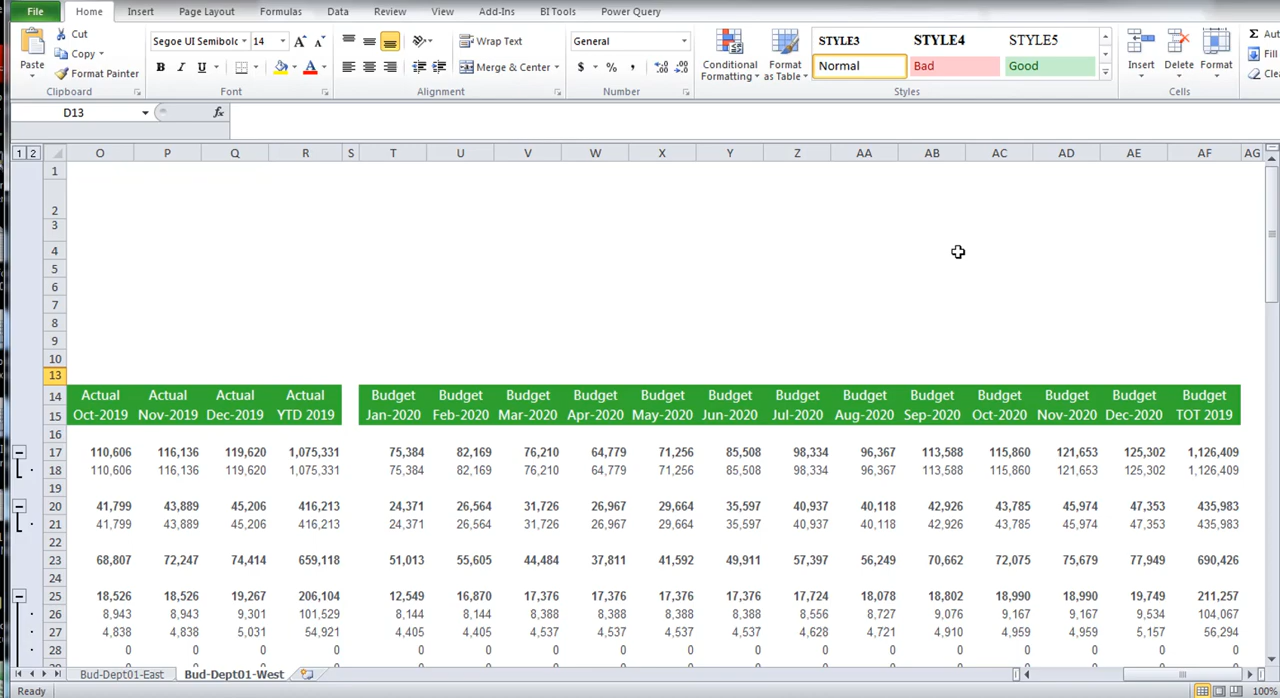 File Home Insert Page Layout Formulas Data Review View Add-Ins BI Tools Power Query
Paste Cut Copy Format Painter Clipboard
Segoe UI Semibolc 14 B I U A A A Font
Wrap Text Merge & Center Alignment
General $ % , .0 .00 .00 .0 Number
Conditional Formatting Format as Table
STYLE3 STYLE4 STYLE5
Normal Bad Good
Styles
Insert Delete Format Cells
Σ Aut
Fill
Cle
D13 fx
1 2 O P Q R S T U V W X Y Z AA AB AC AD AE AF AG
1
2
3
4
5
6
7
8
9
10
13
14 Actual Actual Actual Actual Budget Budget Budget Budget Budget Budget Budget Budget Budget Budget Budget Budget Budget
15 Oct-2019 Nov-2019 Dec-2019 YTD 2019 Jan-2020 Feb-2020 Mar-2020 Apr-2020 May-2020 Jun-2020 Jul-2020 Aug-2020 Sep-2020 Oct-2020 Nov-2020 Dec-2020 TOT 2019
16
17 110,606 116,136 119,620 1,075,331 75,384 82,169 76,210 64,779 71,256 85,508 98,334 96,367 113,588 115,860 121,653 125,302 1,126,409
18 110,606 116,136 119,620 1,075,331 75,384 82,169 76,210 64,779 71,256 85,508 98,334 96,367 113,588 115,860 121,653 125,302 1,126,409
19
20 41,799 43,889 45,206 416,213 24,371 26,564 31,726 26,967 29,664 35,597 40,937 40,118 42,926 43,785 45,974 47,353 435,983
21 41,799 43,889 45,206 416,213 24,371 26,564 31,726 26,967 29,664 35,597 40,937 40,118 42,926 43,785 45,974 47,353 435,983
22
23 68,807 72,247 74,414 659,118 51,013 55,605 44,484 37,811 41,592 49,911 57,397 56,249 70,662 72,075 75,679 77,949 690,426
24
25 18,526 18,526 19,267 206,104 12,549 16,870 17,376 17,376 17,376 17,376 17,724 18,078 18,802 18,990 18,990 19,749 211,257
26 8,943 8,943 9,301 101,529 8,144 8,144 8,388 8,388 8,388 8,388 8,556 8,727 9,076 9,167 9,167 9,534 104,067
27 4,838 4,838 5,031 54,921 4,405 4,405 4,537 4,537 4,537 4,537 4,628 4,721 4,910 4,959 4,959 5,157 56,294
28 0 0 0 0 0 0 0 0 0 0 0 0 0 0 0 0 0
Bud-Dept01-East Bud-Dept01-West
Ready 100%